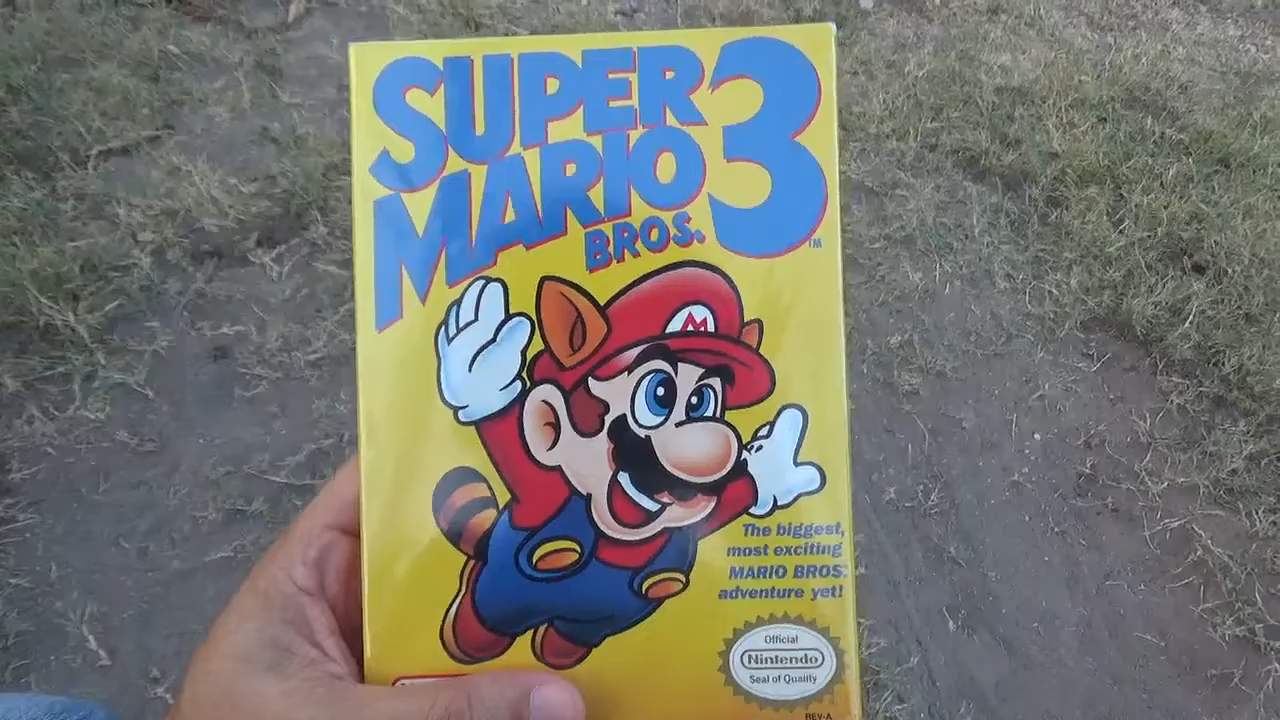 SUPER
MARIO
BROS.
3
TM
M
The biggest,
most exciting
MARIO BROS.
adventure yet!
Official
Nintendo
Seal of Quality
REV-A